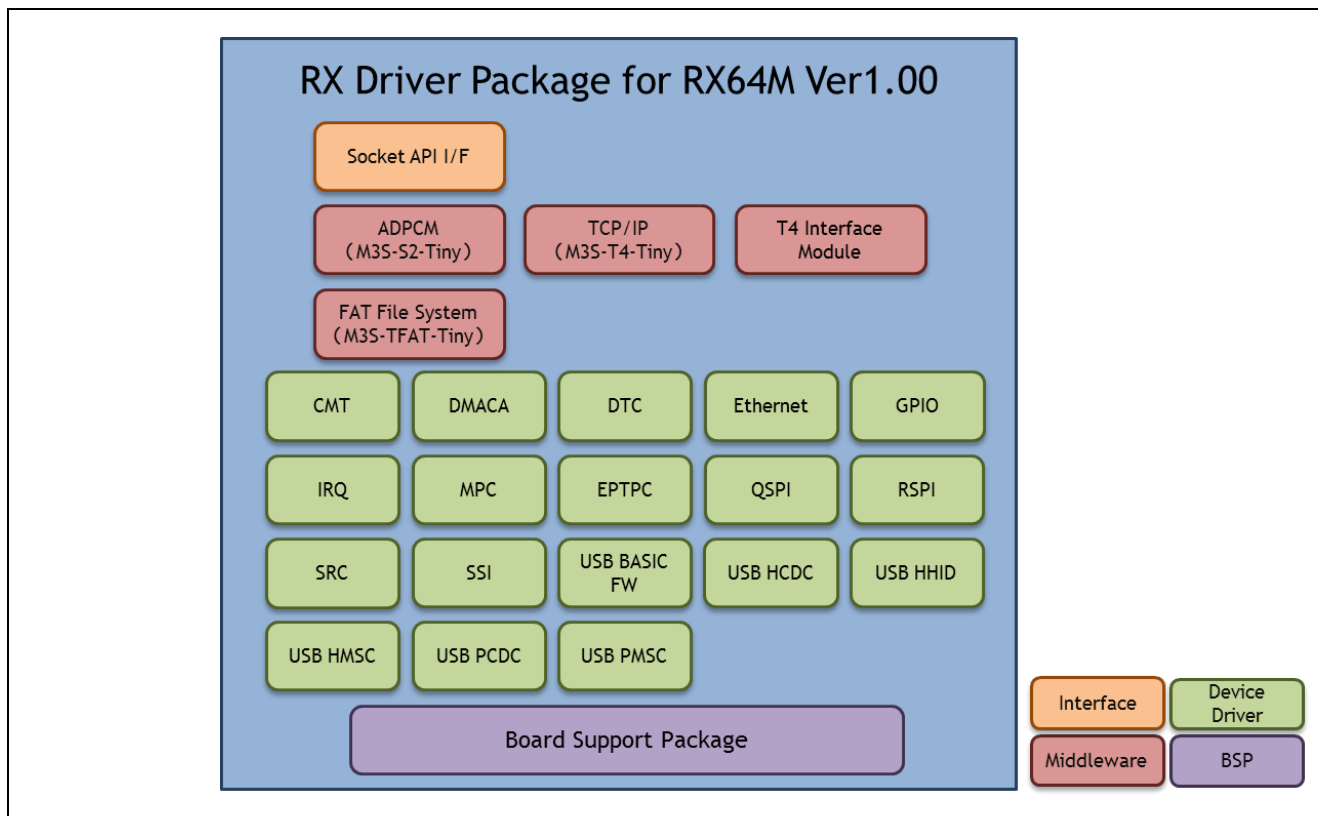 RX Driver Package for RX64M Ver1.00
Socket API I/F
ADPCM
（M3S-S2-Tiny）
TCP/IP
（M3S-T4-Tiny）
T4 Interface
Module
FAT File System
（M3S-TFAT-Tiny）
CMT
DMACA
DTC
Ethernet
GPIO
IRQ
MPC
EPTPC
QSPI
RSPI
SRC
SSI
USB BASIC
FW
USB HCDC
USB HHID
USB HMSC
USB PCDC
USB PMSC
Board Support Package
Interface
Device
Driver
Middleware
BSP